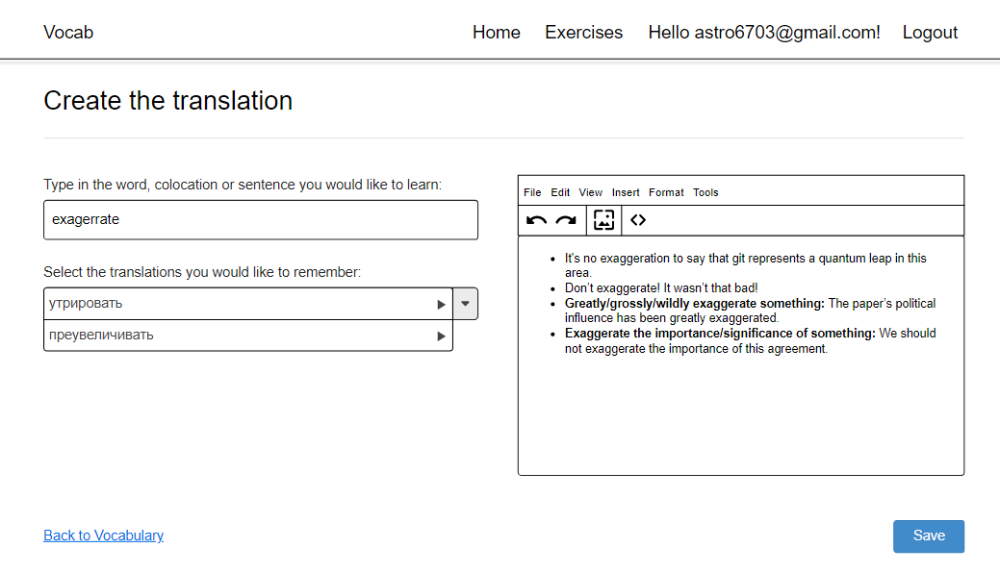 Vocab Home Exercises Hello astro6703@gmail.com! Logout
Create the translation
Type in the word, colocation or sentence you would like to learn:
exagerrate
Select the translations you would like to remember:
утрировать
преувеличивать
File Edit View Insert Format Tools
• It's no exaggeration to say that git represents a quantum leap in this
area.
• Don't exaggerate! It wasn't that bad!
• Greatly/grossly/wildly exaggerate something: The paper's political
influence has been greatly exaggerated.
• Exaggerate the importance/significance of something: We should
not exaggerate the importance of this agreement.
Back to Vocabulary
Save